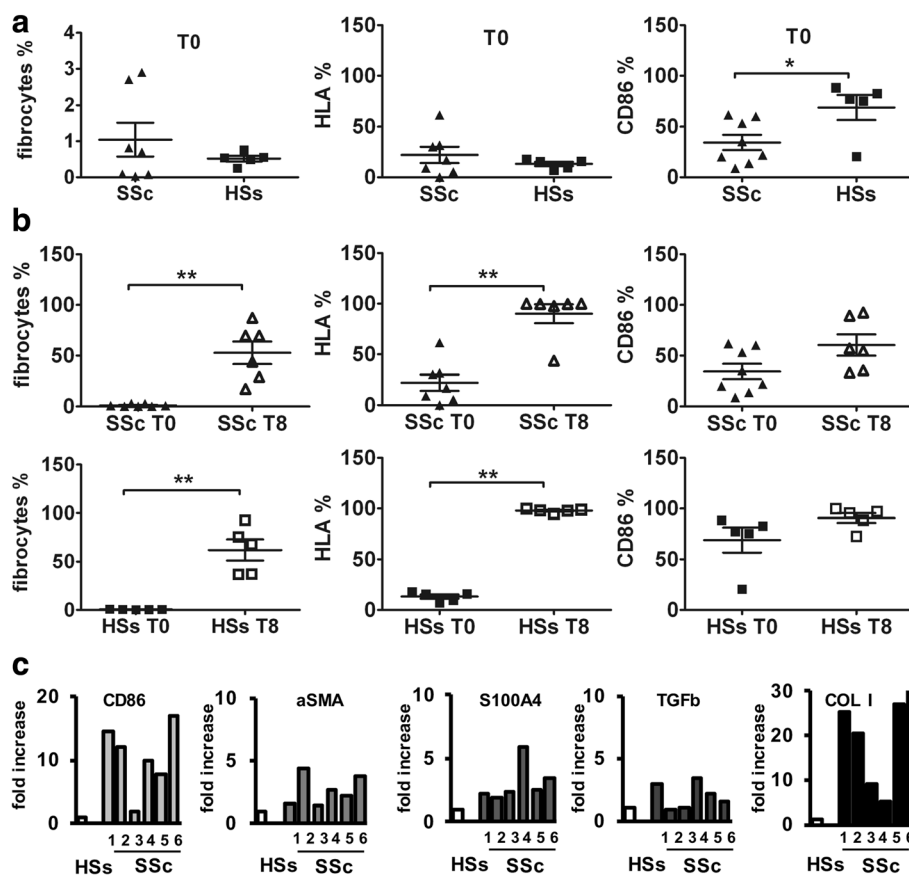 a
fibrocytes %
4
3
2
1
0
T0
SSc
HSs
HLA %
150
100
50
0
T0
SSc
HSs
CD86 %
150
100
50
0
T0
*
SSc
HSs
b
fibrocytes %
150
100
50
0
**
SSc T0
SSc T8
HLA %
150
100
50
0
**
SSc T0
SSc T8
CD86 %
150
100
50
0
SSc T0
SSc T8
fibrocytes %
150
100
50
0
**
HSs T0
HSs T8
HLA %
150
100
50
0
**
HSs T0
HSs T8
CD86 %
150
100
50
0
HSs T0
HSs T8
c
fold increase
20
10
0
CD86
1 2 3 4 5 6
HSs
SSc
fold increase
10
5
0
aSMA
1 2 3 4 5 6
HSs
SSc
fold increase
10
5
0
S100A4
1 2 3 4 5 6
HSs
SSc
fold increase
10
5
0
TGFb
1 2 3 4 5 6
HSs
SSc
fold increase
30
20
10
0
COL I
1 2 3 4 5 6
HSs
SSc